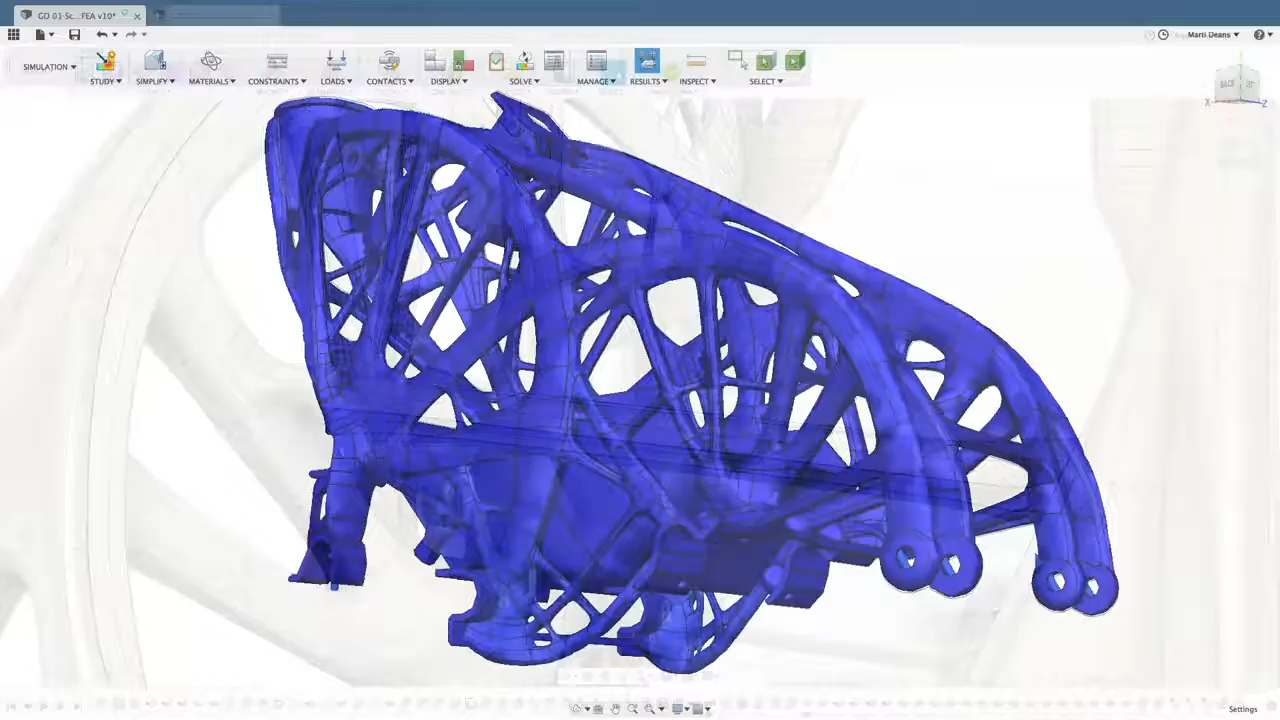 GD 01 Sc...FEA v10*
Marti Deans
SIMULATION
STUDY
SIMPLIFY
MATERIALS
CONSTRAINTS
LOADS
CONTACTS
DISPLAY
SOLVE
MANAGE
RESULTS
INSPECT
SELECT
BACK
X
Z
Settings